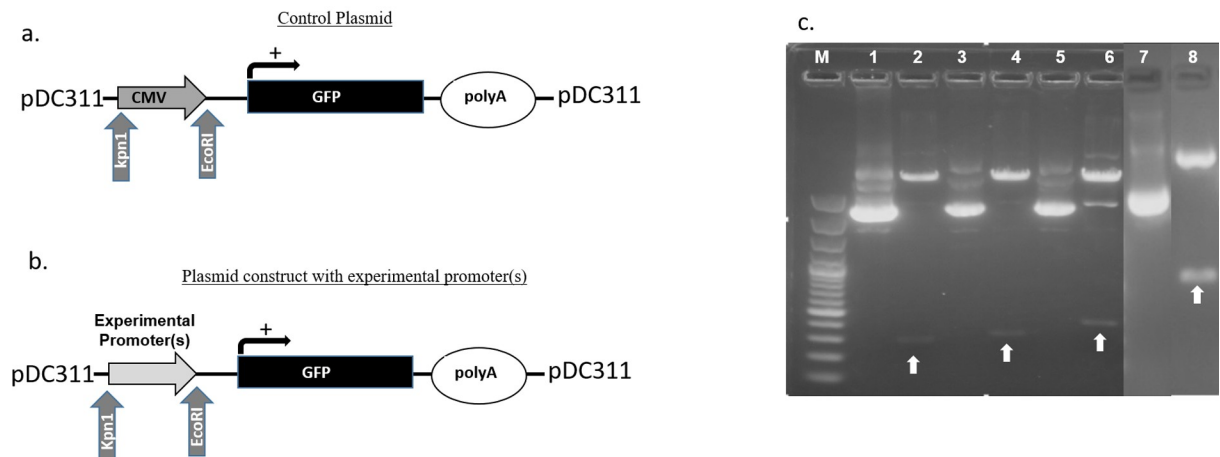 a.
Control Plasmid
+
pDC311
CMV
GFP
polyA
pDC311
kpn1
EcoRI
b.
Plasmid construct with experimental promoter(s)
Experimental
Promoter(s)
+
pDC311
GFP
polyA
pDC311
Kpn1
EcoRI
c.
M 1 2 3 4 5 6 7 8